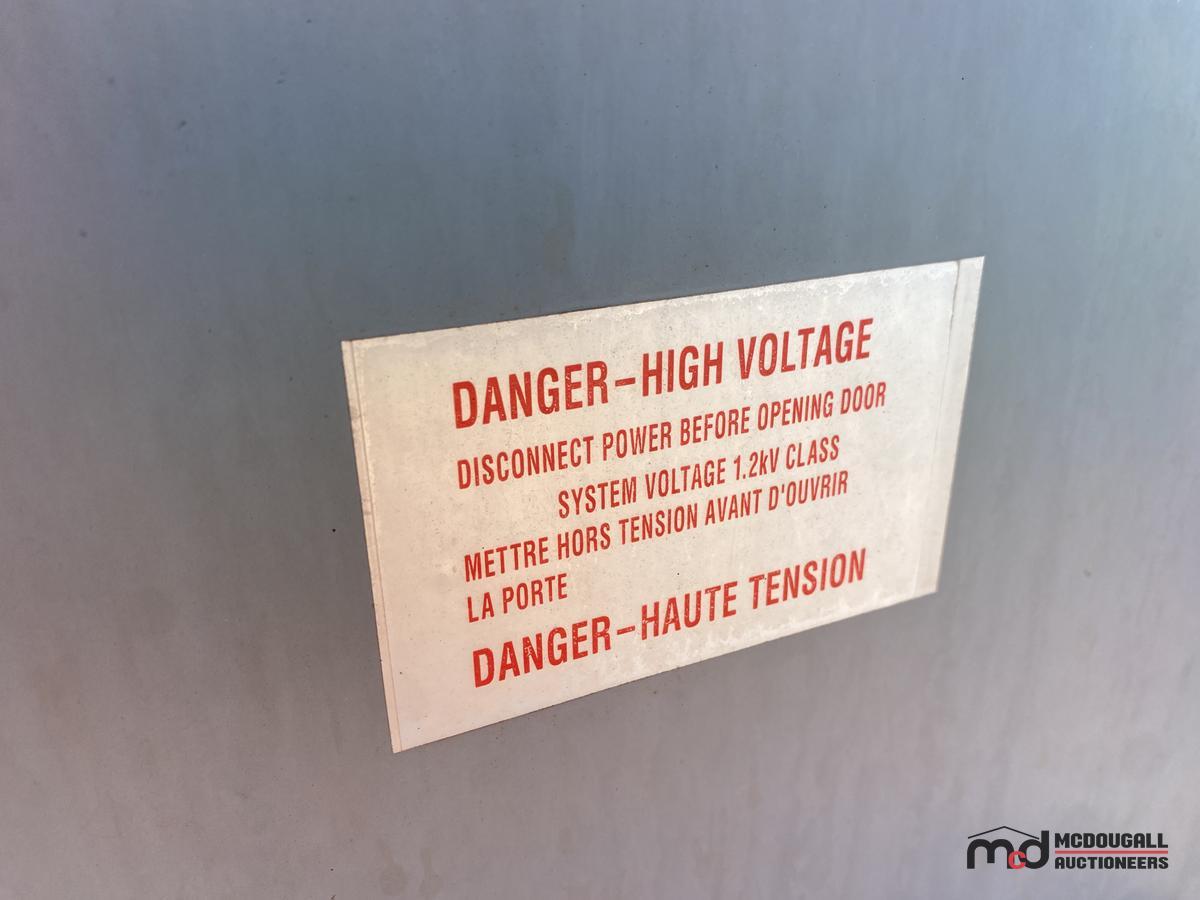 DANGER–HIGH VOLTAGE
DISCONNECT POWER BEFORE OPENING DOOR
SYSTEM VOLTAGE 1.2kV CLASS
METTRE HORS TENSION AVANT D'OUVRIR
LA PORTE
DANGER–HAUTE TENSION
mcd MCDOUGALL
AUCTIONEERS